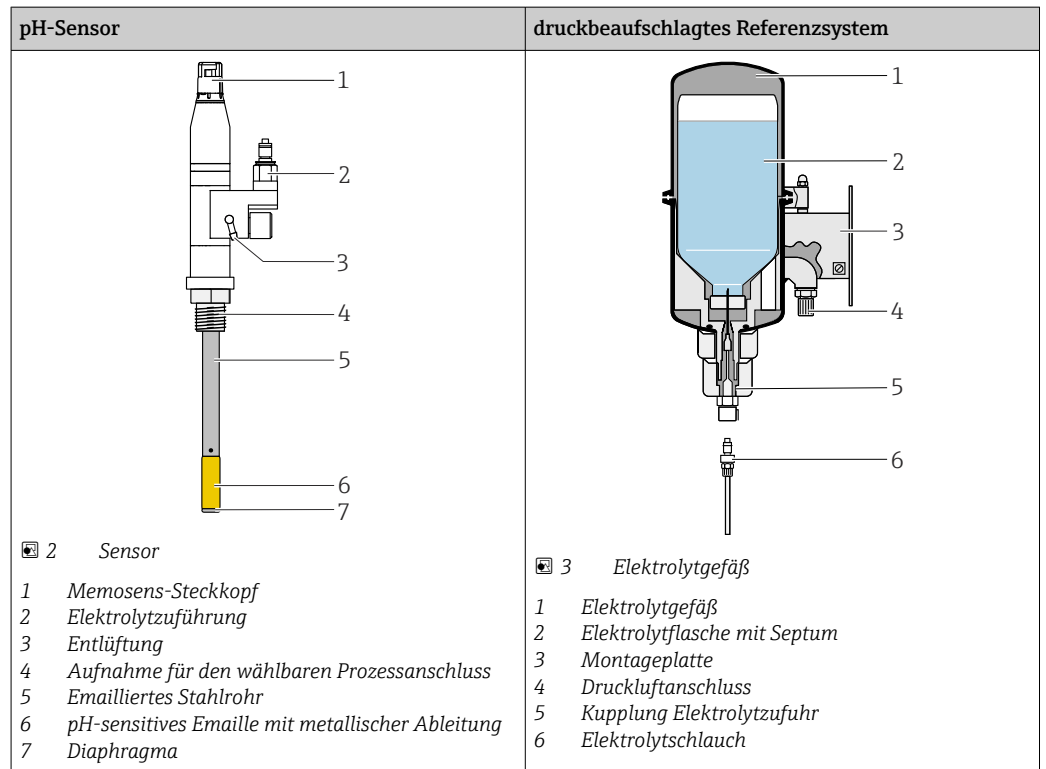 pH-Sensor
1
2
3
4
5
6
7
2 Sensor
1 Memosens-Steckkopf
2 Elektrolytzuführung
3 Entlüftung
4 Aufnahme für den wählbaren Prozessanschluss
5 Emailliertes Stahlrohr
6 pH-sensitives Emaille mit metallischer Ableitung
7 Diaphragma
druckbeaufschlagtes Referenzsystem
1
2
3
4
5
6
3 Elektrolytgefäß
1 Elektrolytgefäß
2 Elektrolytflasche mit Septum
3 Montageplatte
4 Druckluftanschluss
5 Kupplung Elektrolytzufuhr
6 Elektrolytschlauch